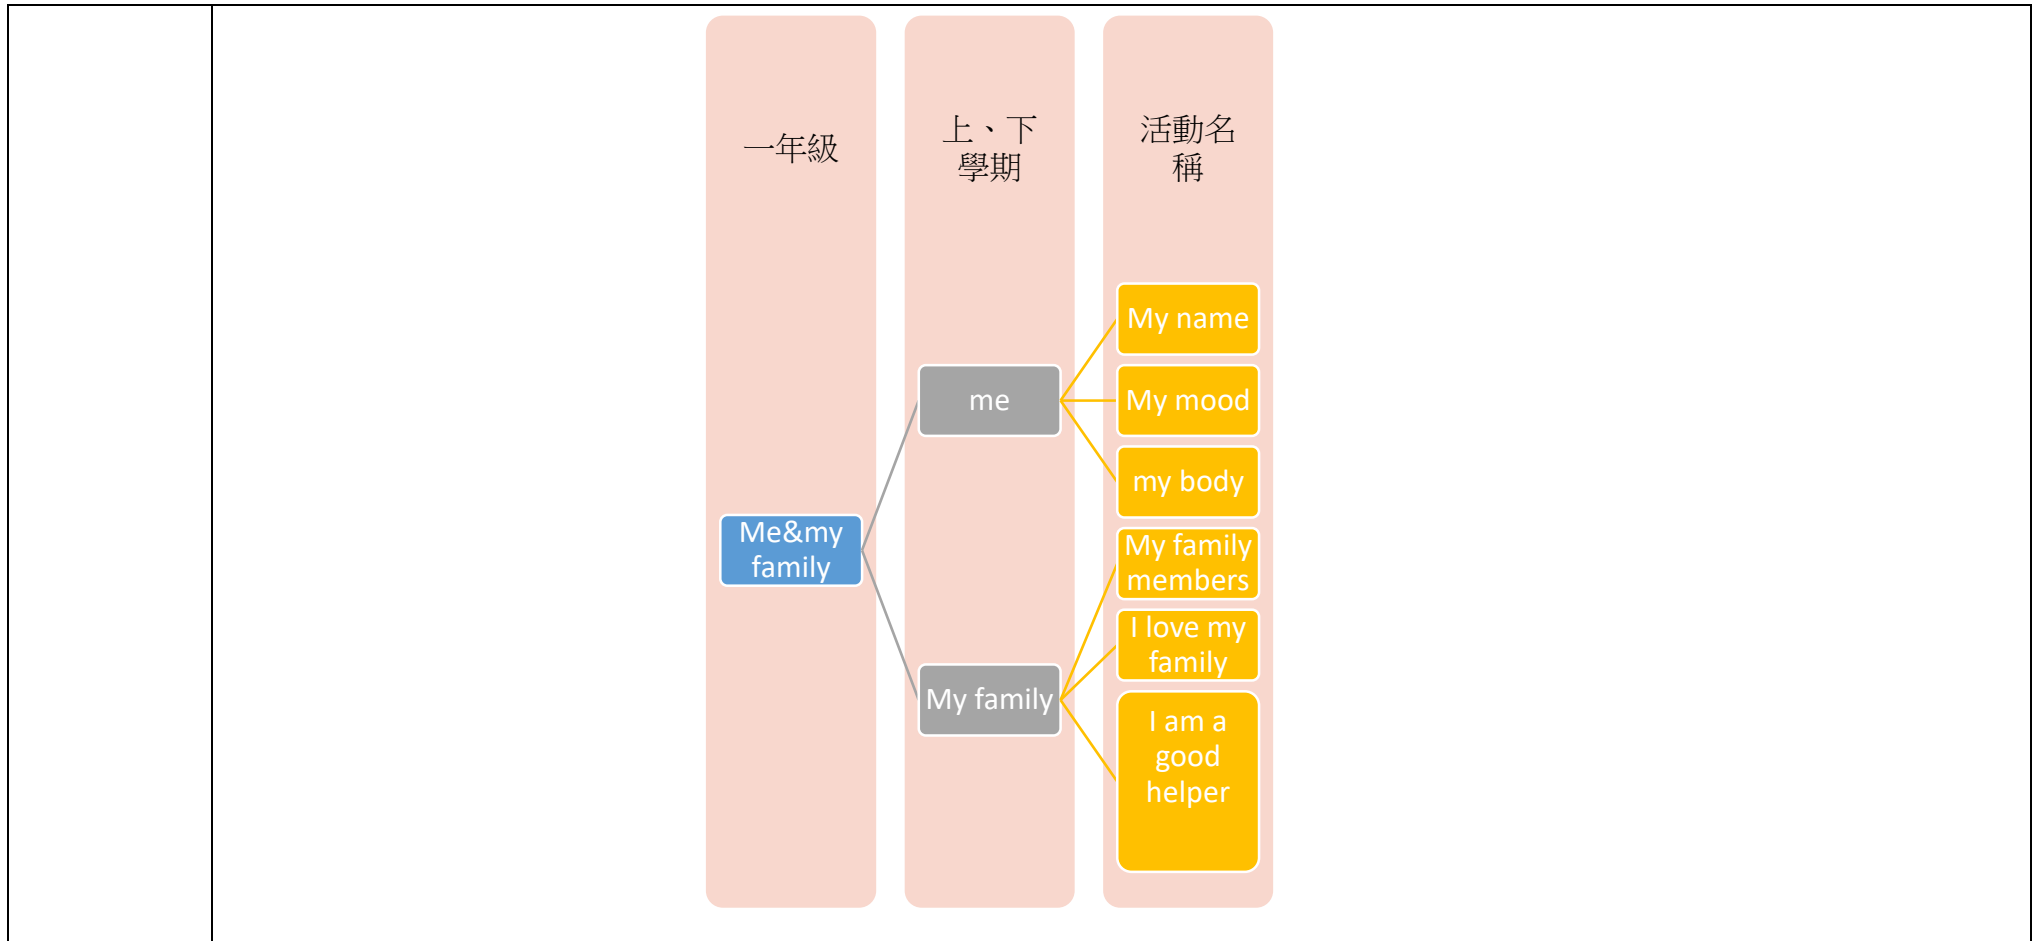 一年級
上、下
學期
活動名
稱
My name
me
My mood
my body
Me&my
family
My family
members
I love my
family
My family
I am a
good
helper